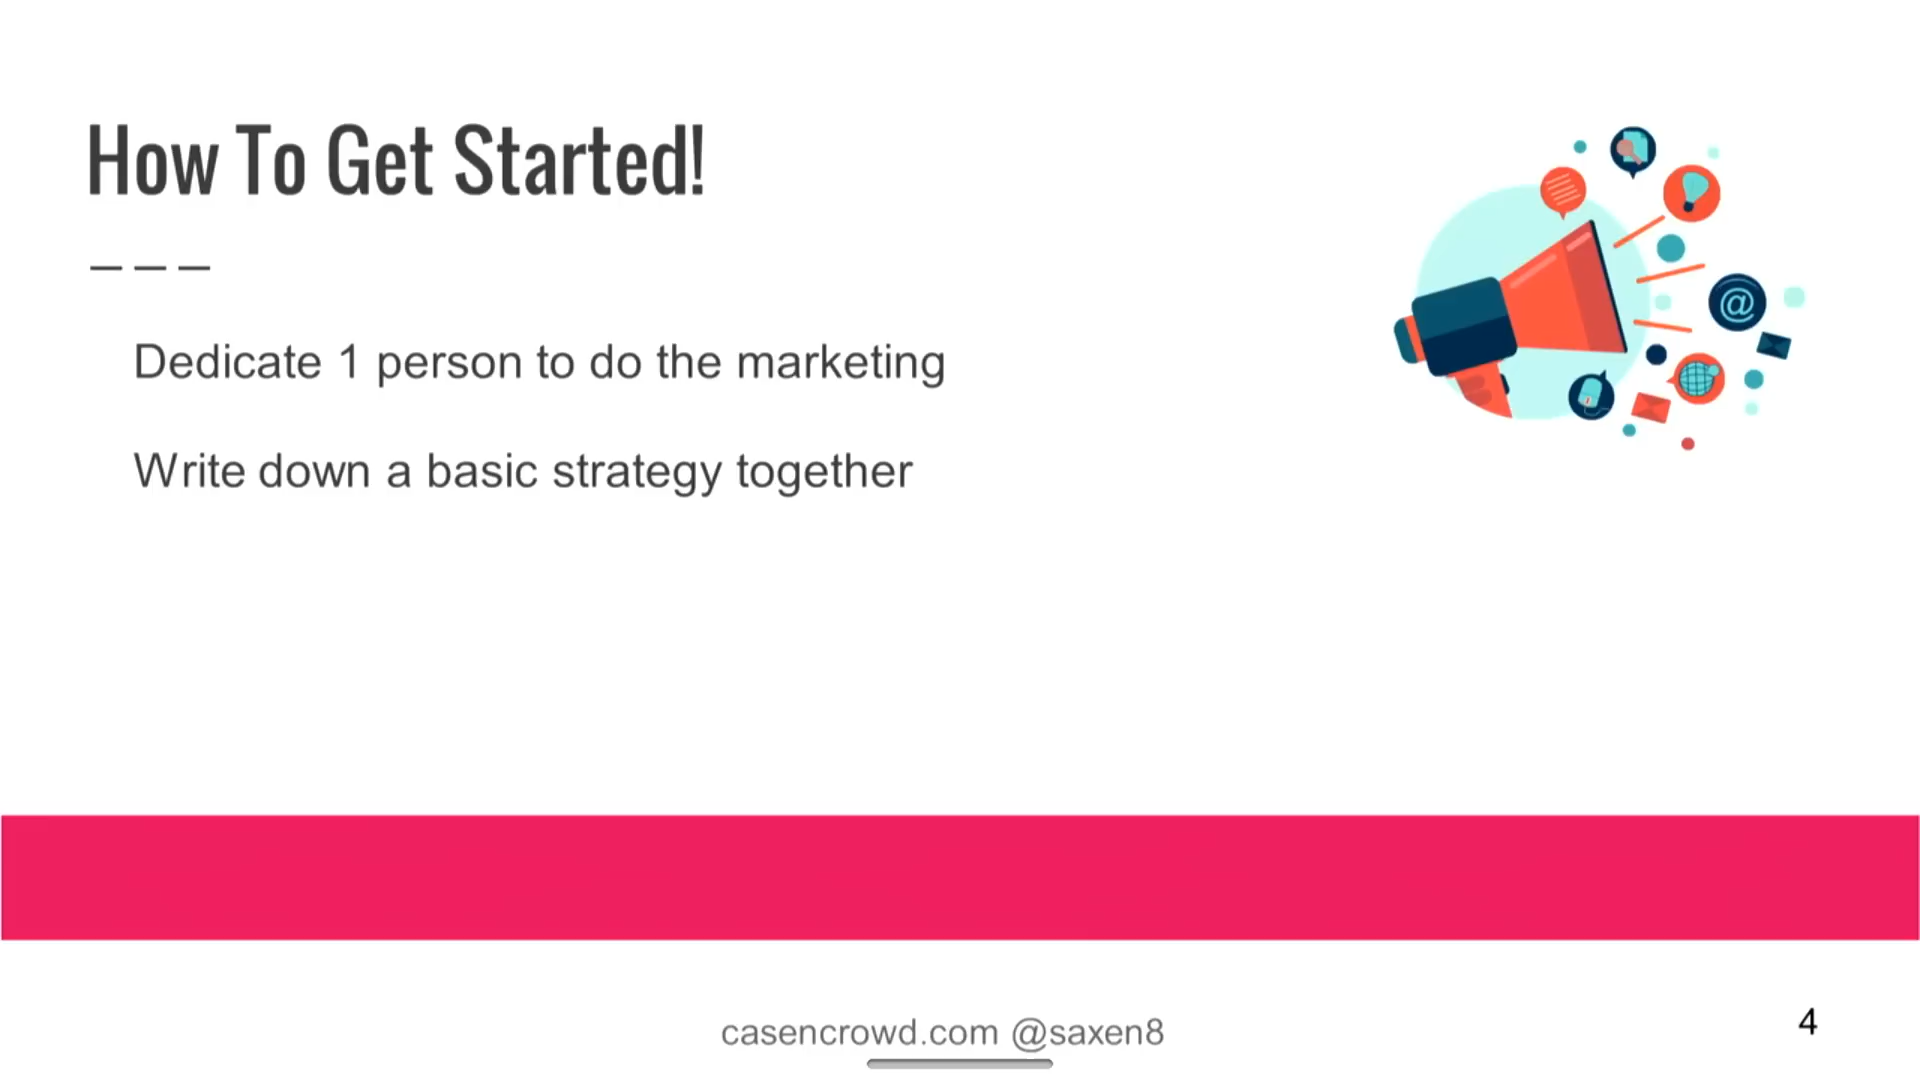 How To Get Started!
Dedicate 1 person to do the marketing
Write down a basic strategy together
casencrowd.com @saxen8
4